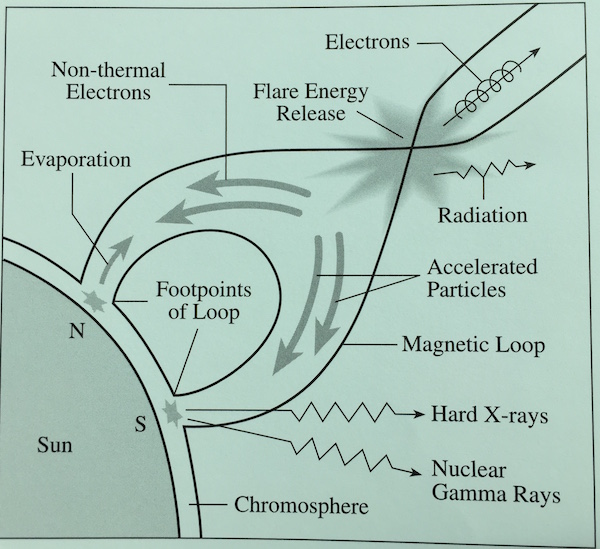 Electrons
Non-thermal
Electrons
Flare Energy
Release
Evaporation
Radiation
Accelerated
Particles
Footpoints
of Loop
N
Magnetic Loop
S
Hard X-rays
Sun
Nuclear
Gamma Rays
Chromosphere